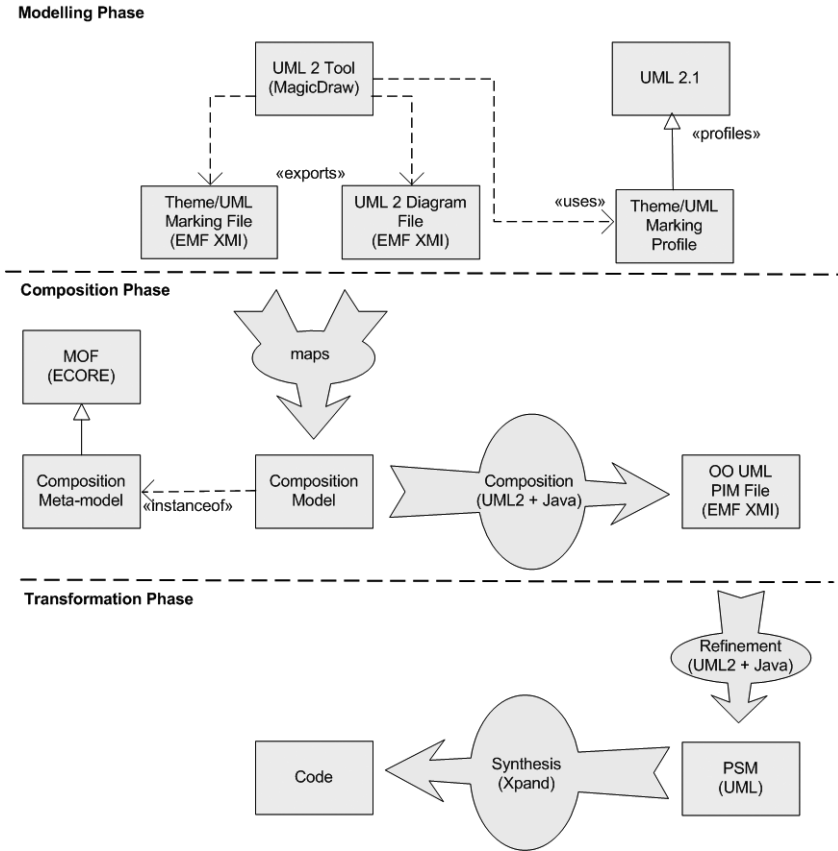 Modelling Phase
UML 2 Tool
(MagicDraw)
UML 2.1
«profiles»
«exports»
Theme/UML
Marking File
(EMF XMI)
UML 2 Diagram
File
(EMF XMI)
«uses»
Theme/UML
Marking
Profile
Composition Phase
maps
MOF
(ECORE)
Composition
Meta-model
«instanceof»
Composition
Model
Composition
(UML2 + Java)
OO UML
PIM File
(EMF XMI)
Transformation Phase
Refinement
(UML2 + Java)
Code
Synthesis
(Xpand)
PSM
(UML)